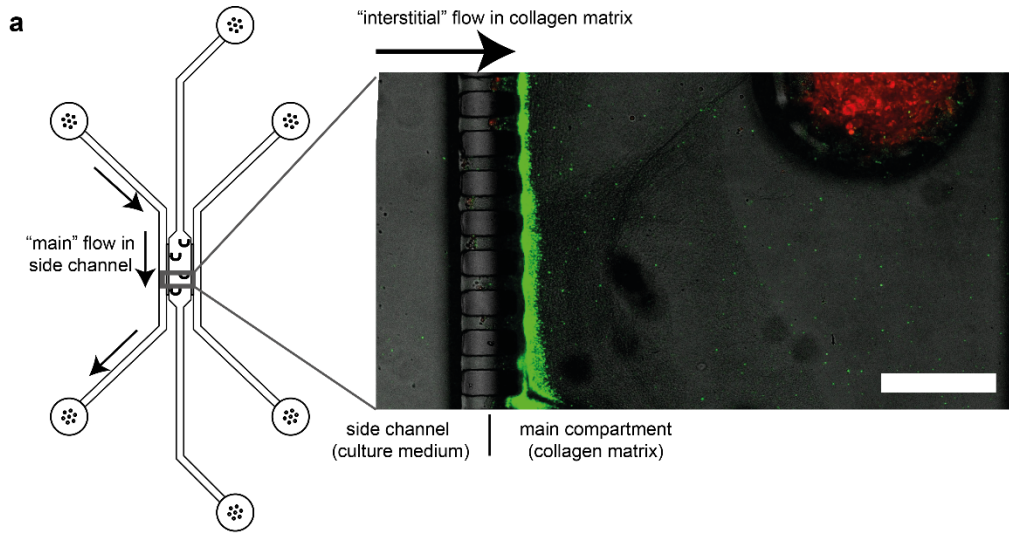 a
“interstitial” flow in collagen matrix
“main” flow in
side channel
side channel
(culture medium)
main compartment
(collagen matrix)